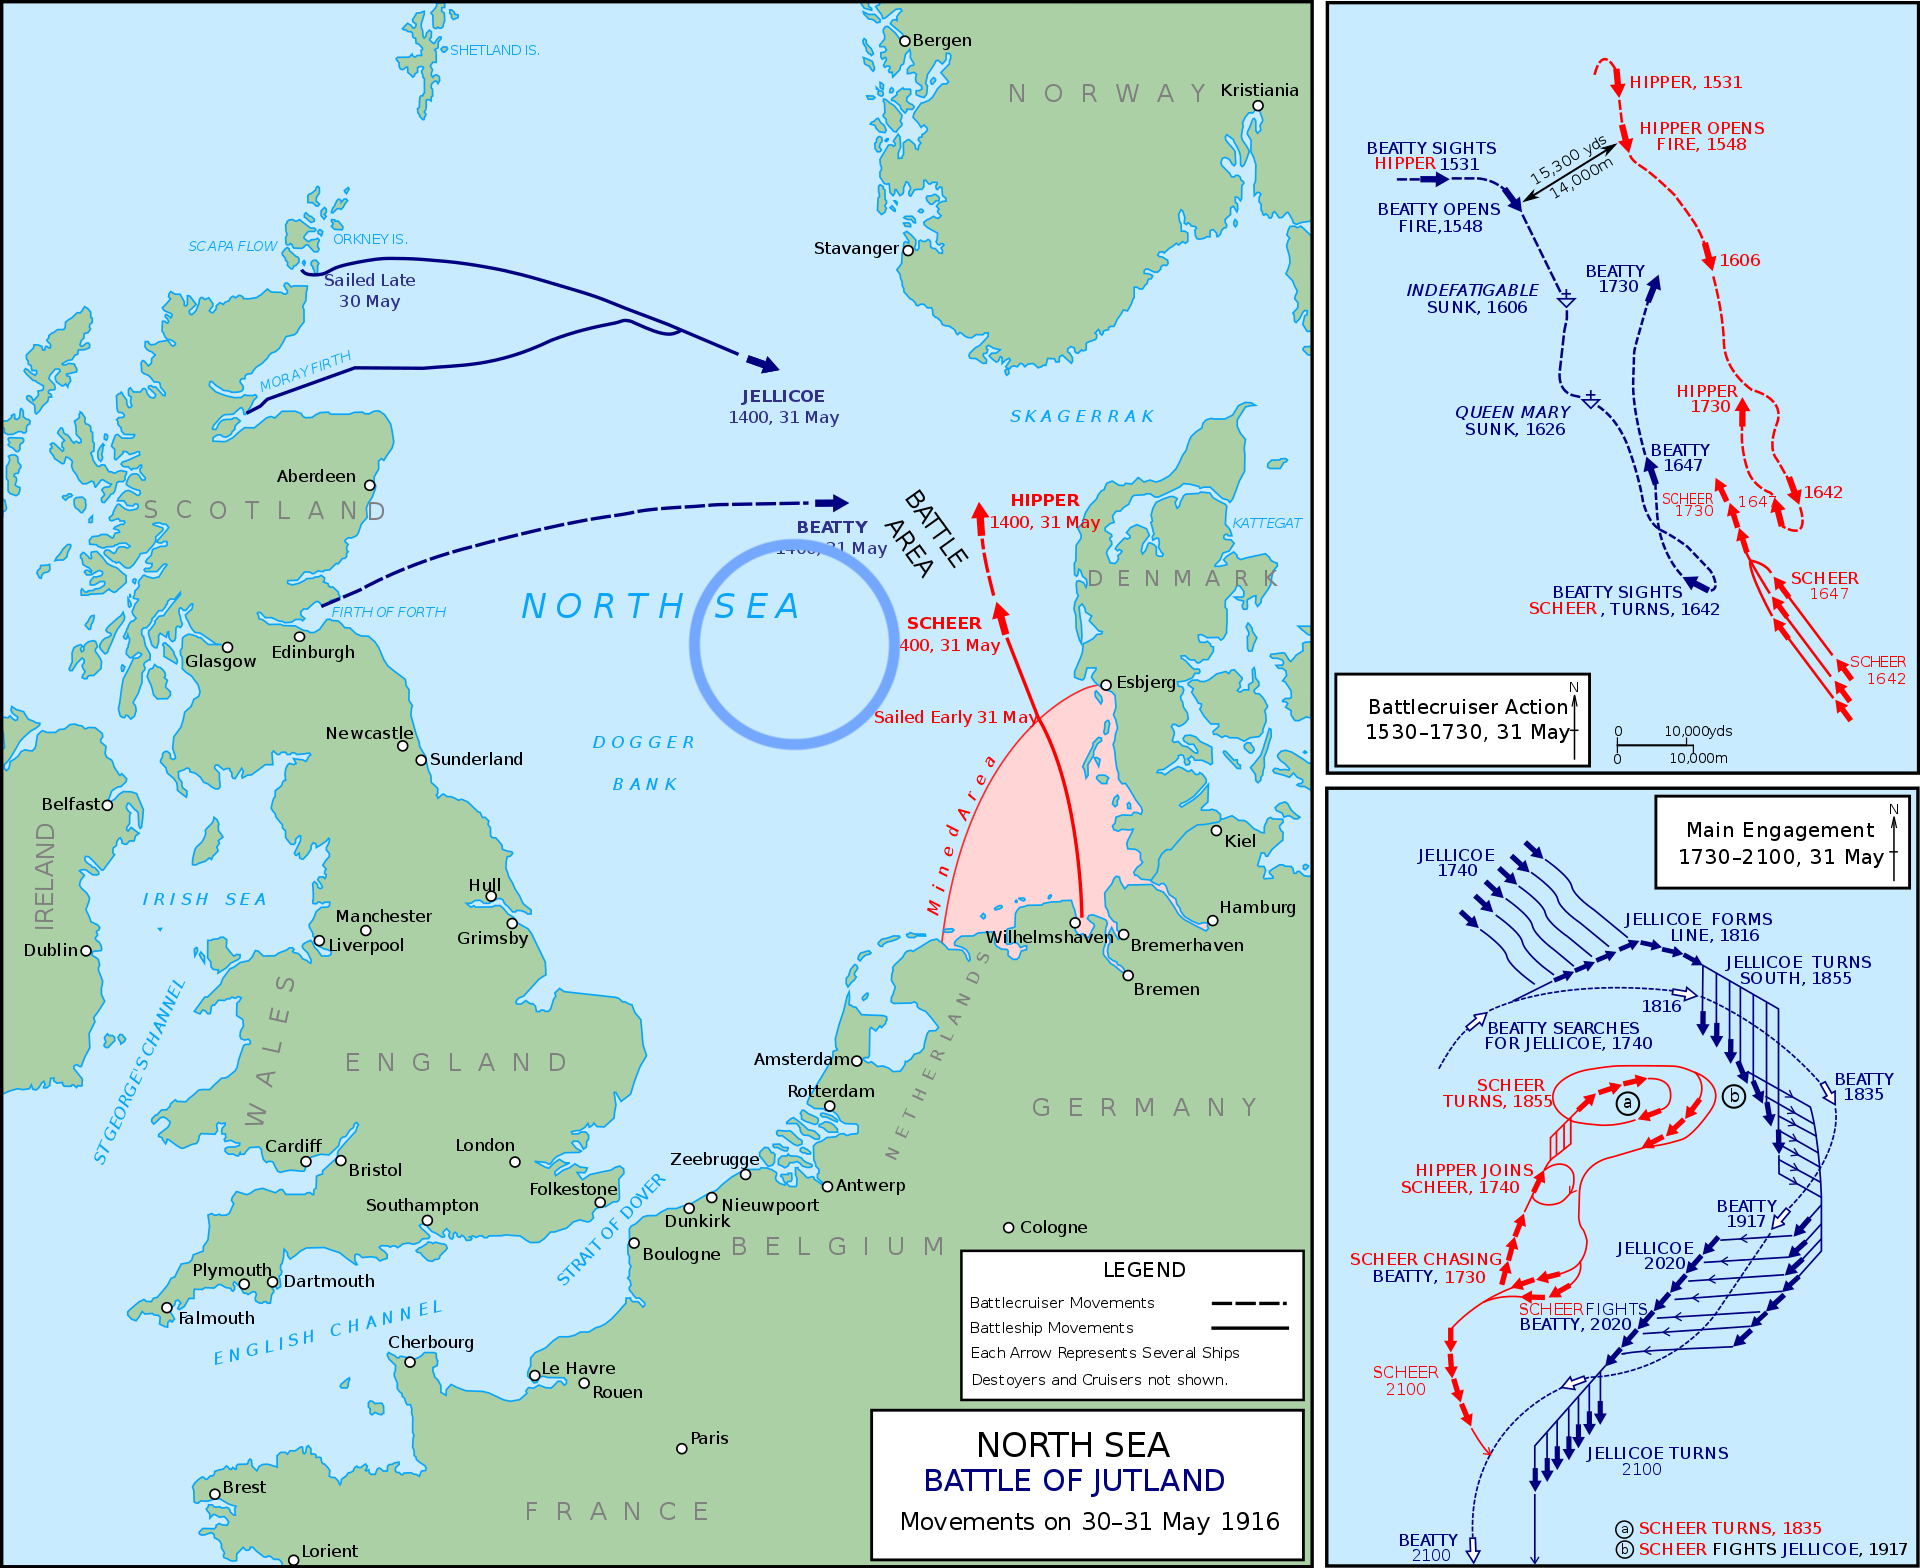 SHETLAND IS.
Bergen
NORWAY
Kristiania
SCAPA FLOW
ORKNEY IS.
Stavanger
Sailed Late
30 May
MORAY FIRTH
JELLICOE
1400, 31 May
SKAGERRAK
Aberdeen
SCOTLAND
BEATTY
1400, 31 May
BATTLE
AREA
HIPPER
1400, 31 May
KATTEGAT
DENMARK
NORTH SEA
FIRTH OF FORTH
SCHEER
400, 31 May
Glasgow
Edinburgh
Esbjerg
Sailed Early 31 May
Newcastle
Sunderland
DOGGER
BANK
Mined Area
Belfast
IRELAND
Kiel
IRISH SEA
Hull
Manchester
Liverpool
Grimsby
Dublin
Wilhelmshaven
Hamburg
Bremerhaven
Bremen
ST GEORGE'S CHANNEL
WALES
ENGLAND
NETHERLANDS
Amsterdam
Rotterdam
GERMANY
Cardiff
Bristol
London
Zeebrugge
Folkestone
Southampton
STRAIT OF DOVER
Nieuwpoort
Antwerp
Dunkirk
Boulogne
BELGIUM
Cologne
Plymouth
Dartmouth
Falmouth
ENGLISH CHANNEL
Cherbourg
Le Havre
Rouen
Paris
Brest
FRANCE
Lorient
LEGEND
Battlecruiser Movements
Battleship Movements
Each Arrow Represents Several Ships
Destoyers and Cruisers not shown.
NORTH SEA
BATTLE OF JUTLAND
Movements on 30–31 May 1916
HIPPER, 1531
HIPPER OPENS
FIRE, 1548
BEATTY SIGHTS
HIPPER 1531
15,300 yds
14,000m
BEATTY OPENS
FIRE,1548
1606
BEATTY
1730
INDEFATIGABLE
SUNK, 1606
HIPPER
1730
QUEEN MARY
SUNK, 1626
BEATTY
1647
SCHEER
1730
1647
1642
SCHEER
1647
BEATTY SIGHTS
SCHEER, TURNS, 1642
SCHEER
1642
Battlecruiser Action
1530–1730, 31 May
N
0 10,000yds
0 10,000m
Main Engagement
1730–2100, 31 May
N
JELLICOE
1740
JELLICOE FORMS
LINE, 1816
JELLICOE TURNS
SOUTH, 1855
1816
BEATTY SEARCHES
FOR JELLICOE, 1740
SCHEER
TURNS, 1855
a
b
BEATTY
1835
HIPPER JOINS
SCHEER, 1740
BEATTY
1917
SCHEER CHASING
BEATTY, 1730
JELLICOE
2020
SCHEER FIGHTS
BEATTY, 2020
SCHEER
2100
JELLICOE TURNS
2100
BEATTY
2100
a SCHEER TURNS, 1835
b SCHEER FIGHTS JELLICOE, 1917